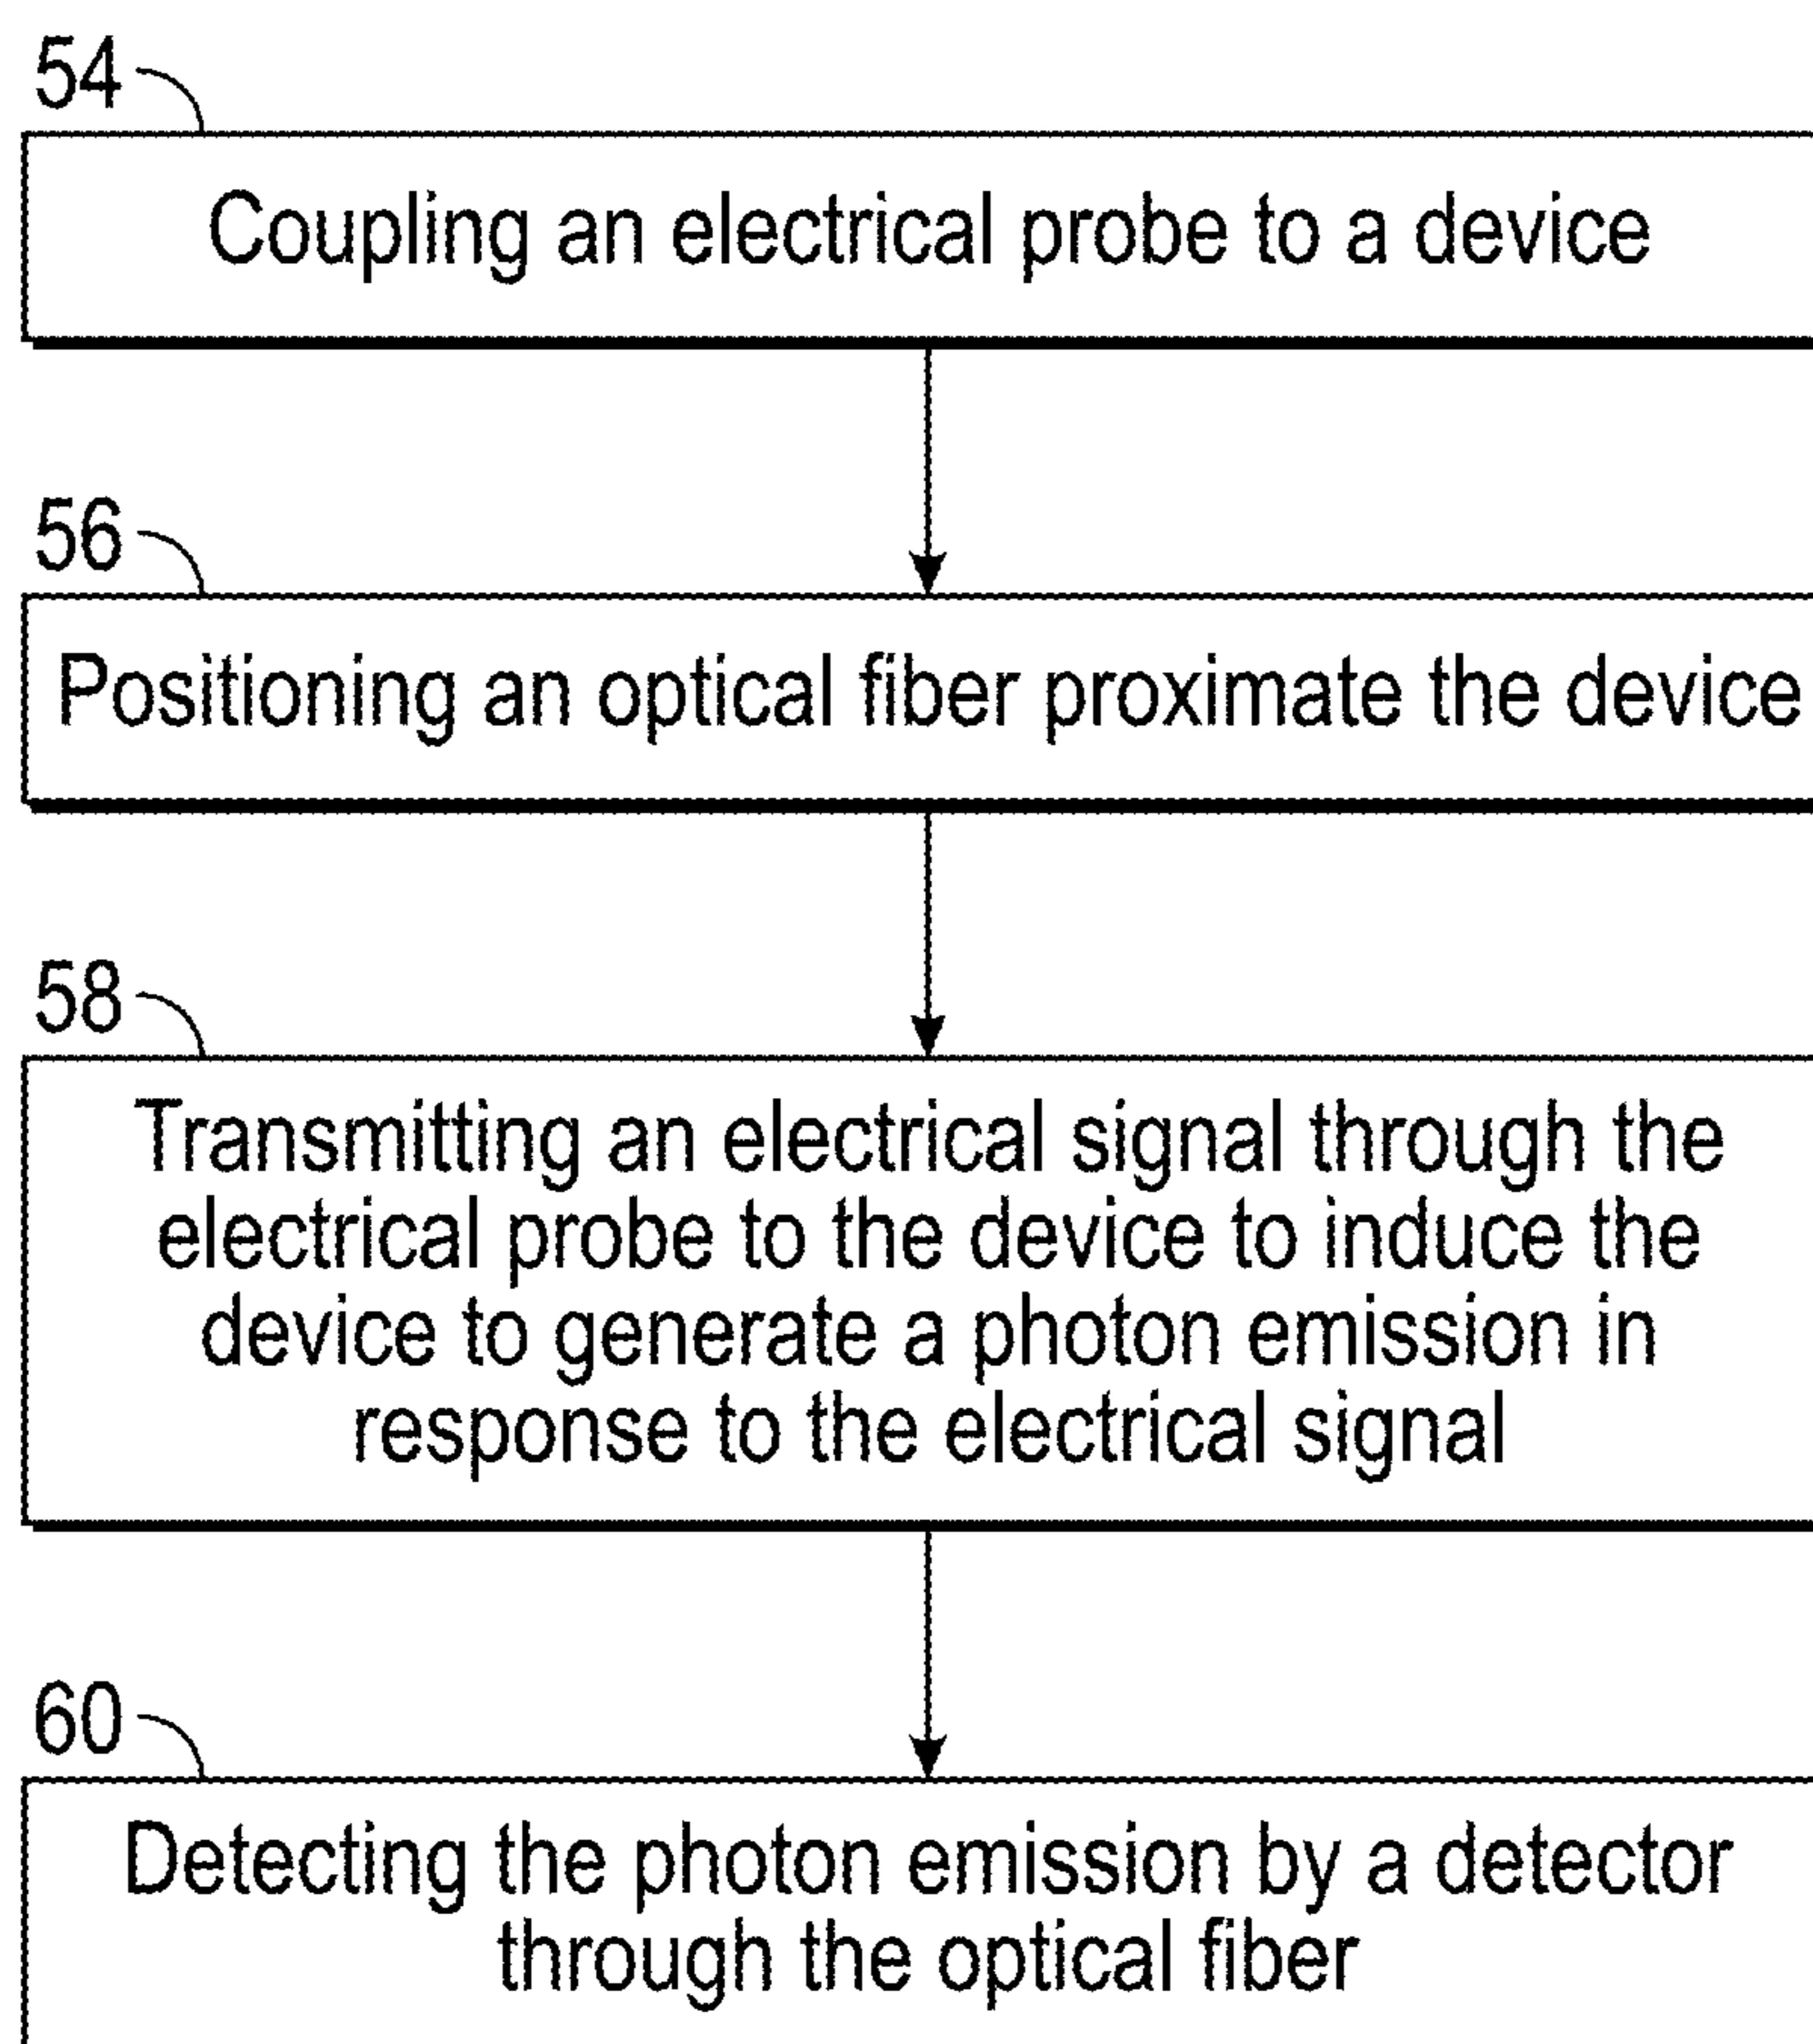 54
Coupling an electrical probe to a device
56
Positioning an optical fiber proximate the device
58
Transmitting an electrical signal through the
electrical probe to the device to induce the
device to generate a photon emission in
response to the electrical signal
60
Detecting the photon emission by a detector
through the optical fiber